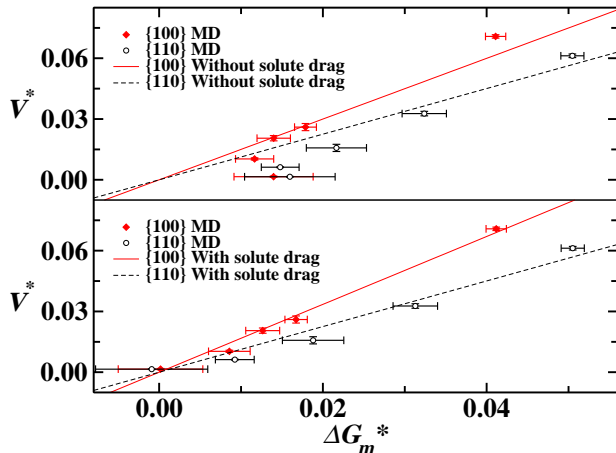 0.06
0.03
0.00
V*
{100} MD
{110} MD
{100} Without solute drag
{110} Without solute drag
0.06
0.03
0.00
V*
{100} MD
{110} MD
{100} With solute drag
{110} With solute drag
0.00 0.02 0.04
ΔGm*